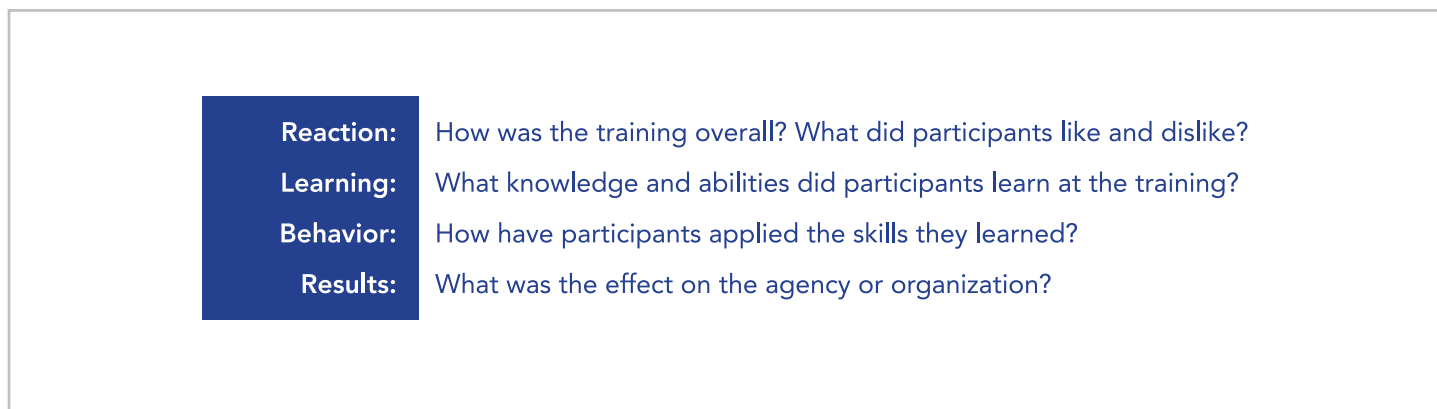 Reaction: How was the training overall? What did participants like and dislike?
Learning: What knowledge and abilities did participants learn at the training?
Behavior: How have participants applied the skills they learned?
Results: What was the effect on the agency or organization?